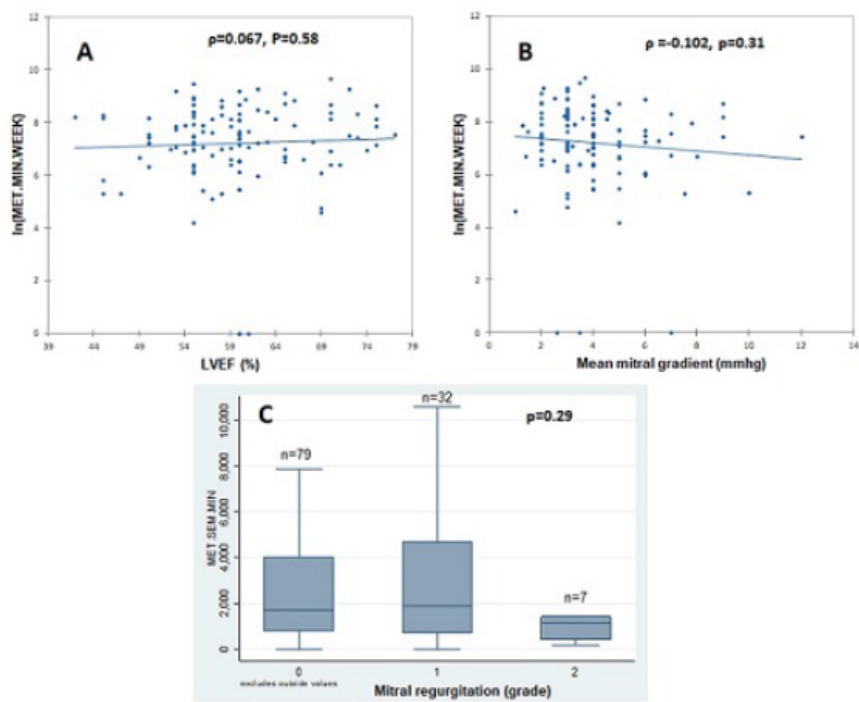 A
ρ=0.067, P=0.58
ln(MET.MIN.WEEK)
12
10
8
6
4
2
0
39 44 49 54 59 64 69 74 79
LVEF (%)
B
ρ =-0.102, p=0.31
ln(MET.MIN.WEEK)
12
10
8
6
4
2
0
0 2 4 6 8 10 12 14
Mean mitral gradient (mmhg)
C
p=0.29
n=79
n=32
n=7
MET.SEM.MIN
10,000
8,000
6,000
4,000
2,000
0
0 1 2
excludes outside values
Mitral regurgitation (grade)